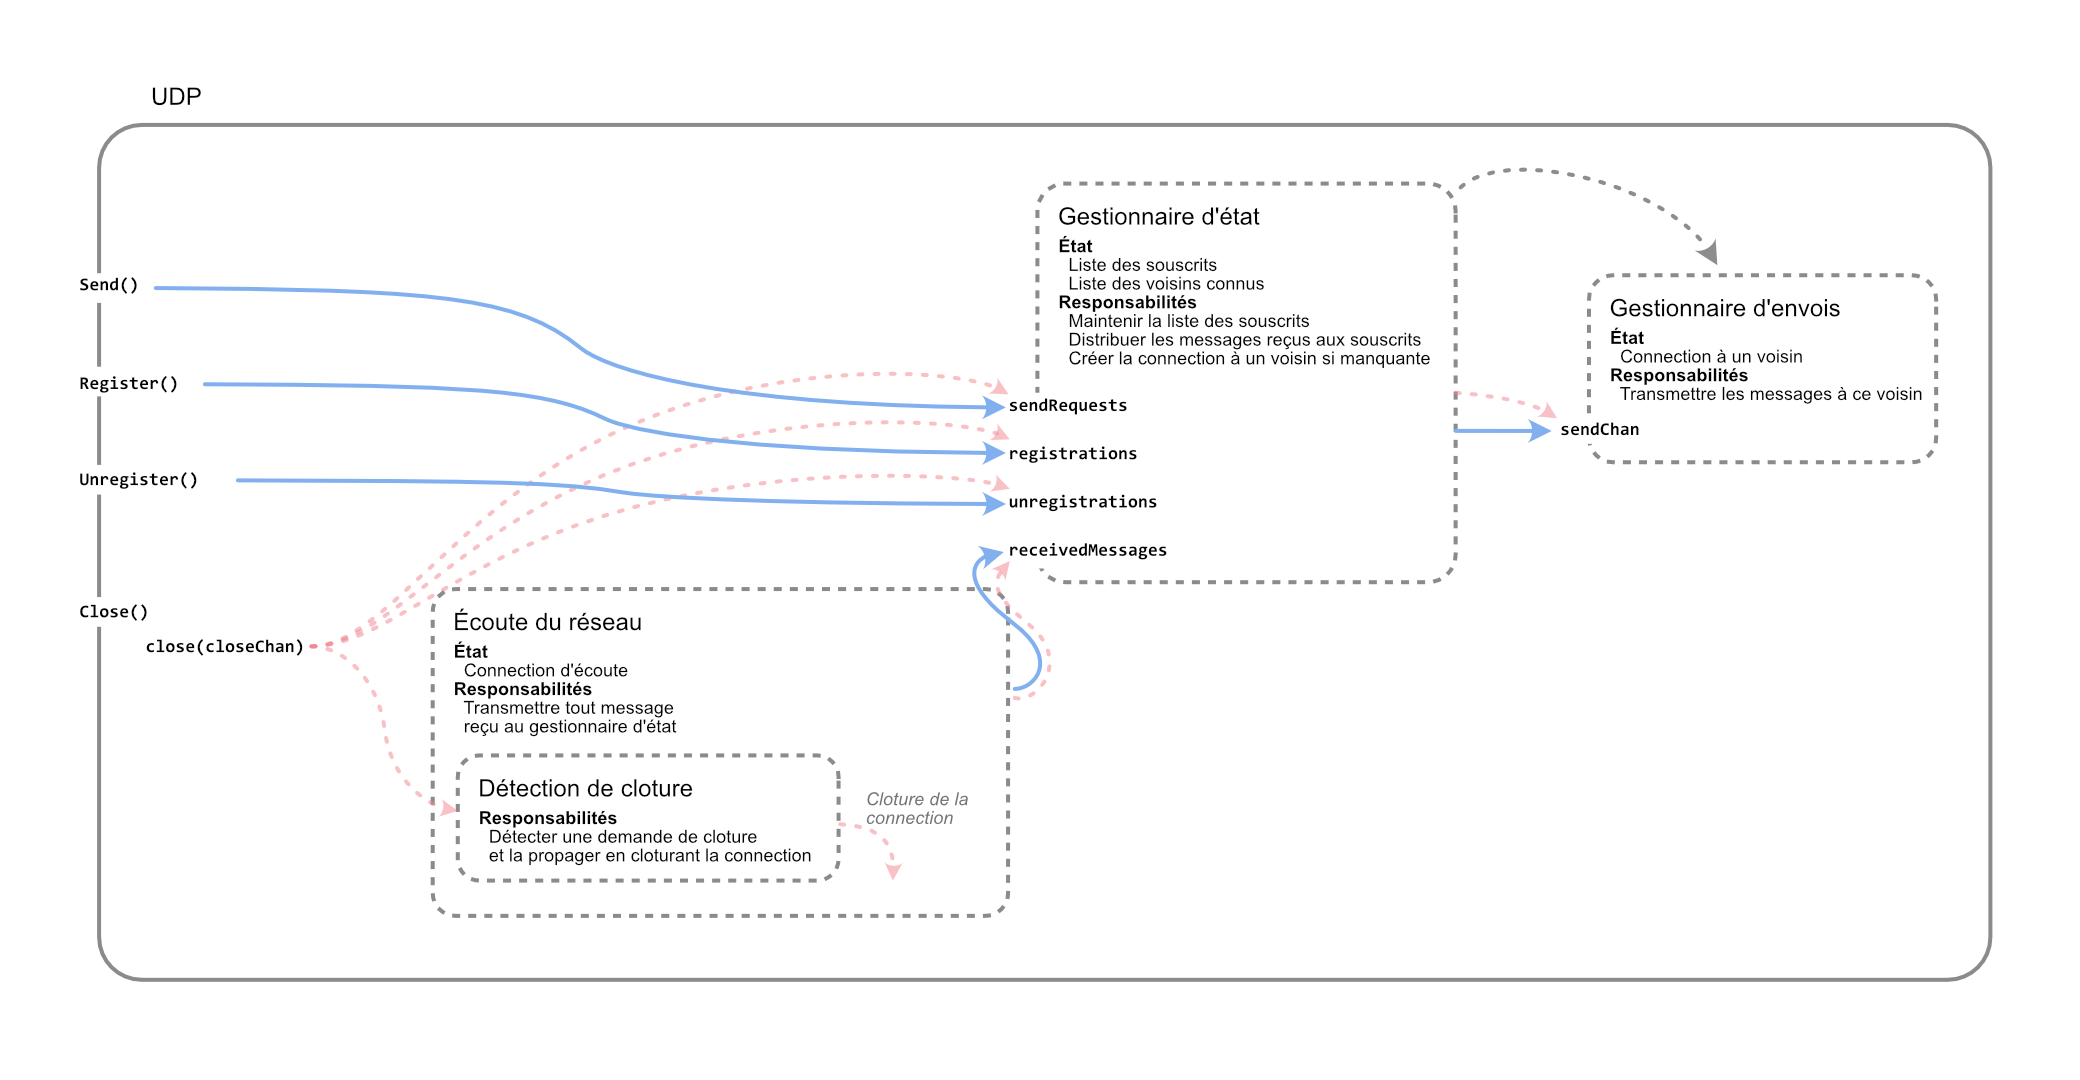 UDP
Send()
Register()
Unregister()
Close()
close(closeChan)
Gestionnaire d'état
État
Liste des souscrits
Liste des voisins connus
Responsabilités
Maintenir la liste des souscrits
Distribuer les messages reçus aux souscrits
Créer la connection à un voisin si manquante
sendRequests
registrations
unregistrations
receivedMessages
Gestionnaire d'envois
État
Connection à un voisin
Responsabilités
Transmettre les messages à ce voisin
sendChan
Écoute du réseau
État
Connection d'écoute
Responsabilités
Transmettre tout message
reçu au gestionnaire d'état
Détection de cloture
Responsabilités
Détecter une demande de cloture
et la propager en cloturant la connection
Cloture de la
connection